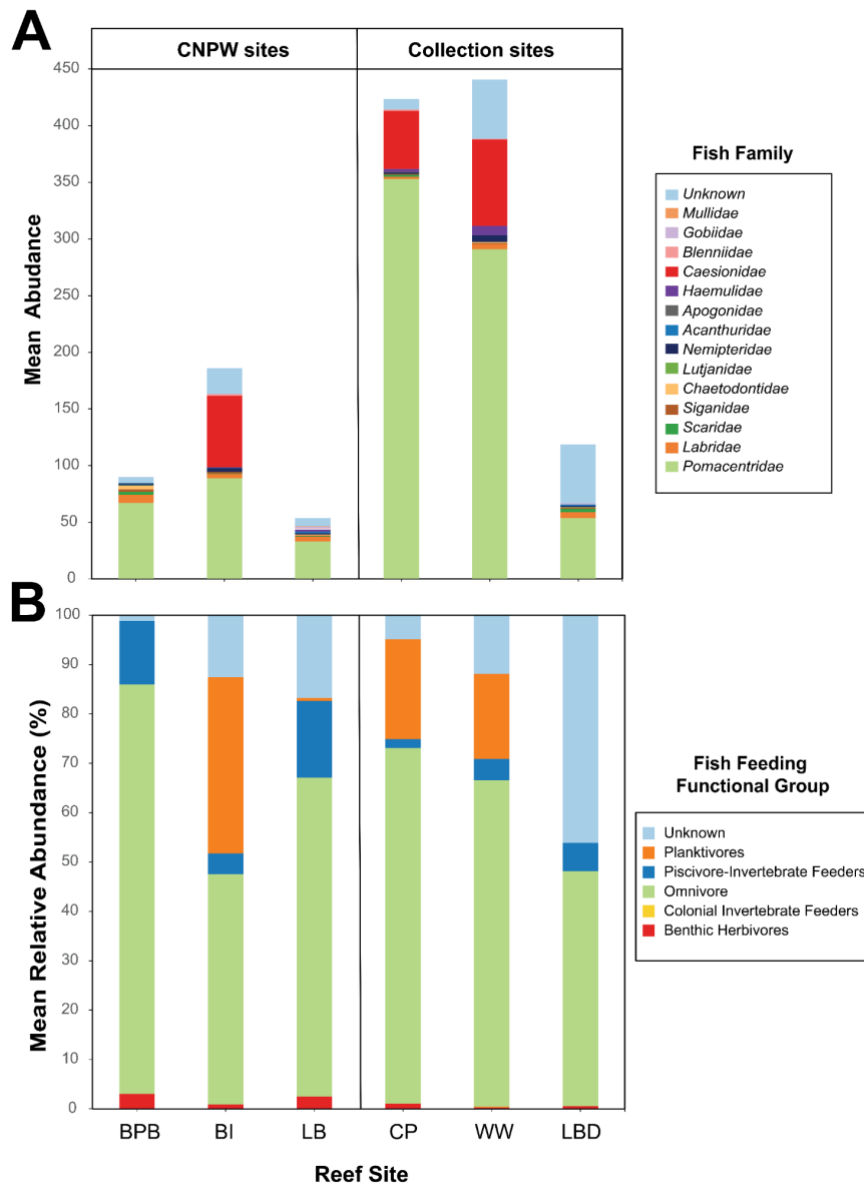 A
CNPW sites
Collection sites
450
400
350
300
250
200
150
100
50
0
Mean Abudance
Fish Family
Unknown
Mullidae
Gobiidae
Blenniidae
Caesionidae
Haemulidae
Apogonidae
Acanthuridae
Nemipteridae
Lutjanidae
Chaetodontidae
Siganidae
Scaridae
Labridae
Pomacentridae
B
100
90
80
70
60
50
40
30
20
10
0
Mean Relative Abundance (%)
Fish Feeding
Functional Group
Unknown
Planktivores
Piscivore-Invertebrate Feeders
Omnivore
Colonial Invertebrate Feeders
Benthic Herbivores
BPB BI LB CP WW LBD
Reef Site